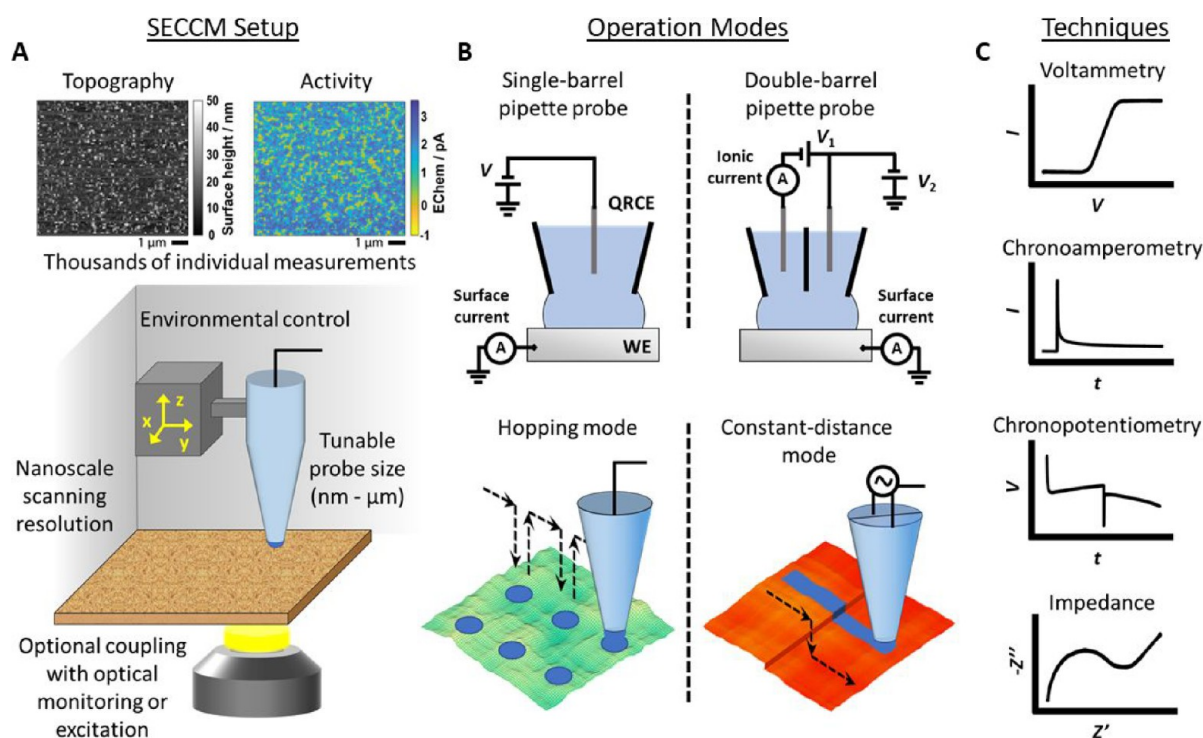 SECCM Setup
A
Topography
50
40
30
20
10
0
Surface height / nm
1 µm
Activity
3
2
1
0
-1
EChem / pA
1 µm
Thousands of individual measurements
Environmental control
z
x
y
Nanoscale
scanning
resolution
Tunable
probe size
(nm - µm)
Optional coupling
with optical
monitoring or
excitation
Operation Modes
B
Single-barrel
pipette probe
V
QRCE
Surface
current
A
WE
Double-barrel
pipette probe
Ionic
current
A
V1
V2
Surface
current
A
Hopping mode
Constant-distance
mode
Techniques
C
Voltammetry
I
V
Chronoamperometry
I
t
Chronopotentiometry
V
t
Impedance
-Z''
Z'